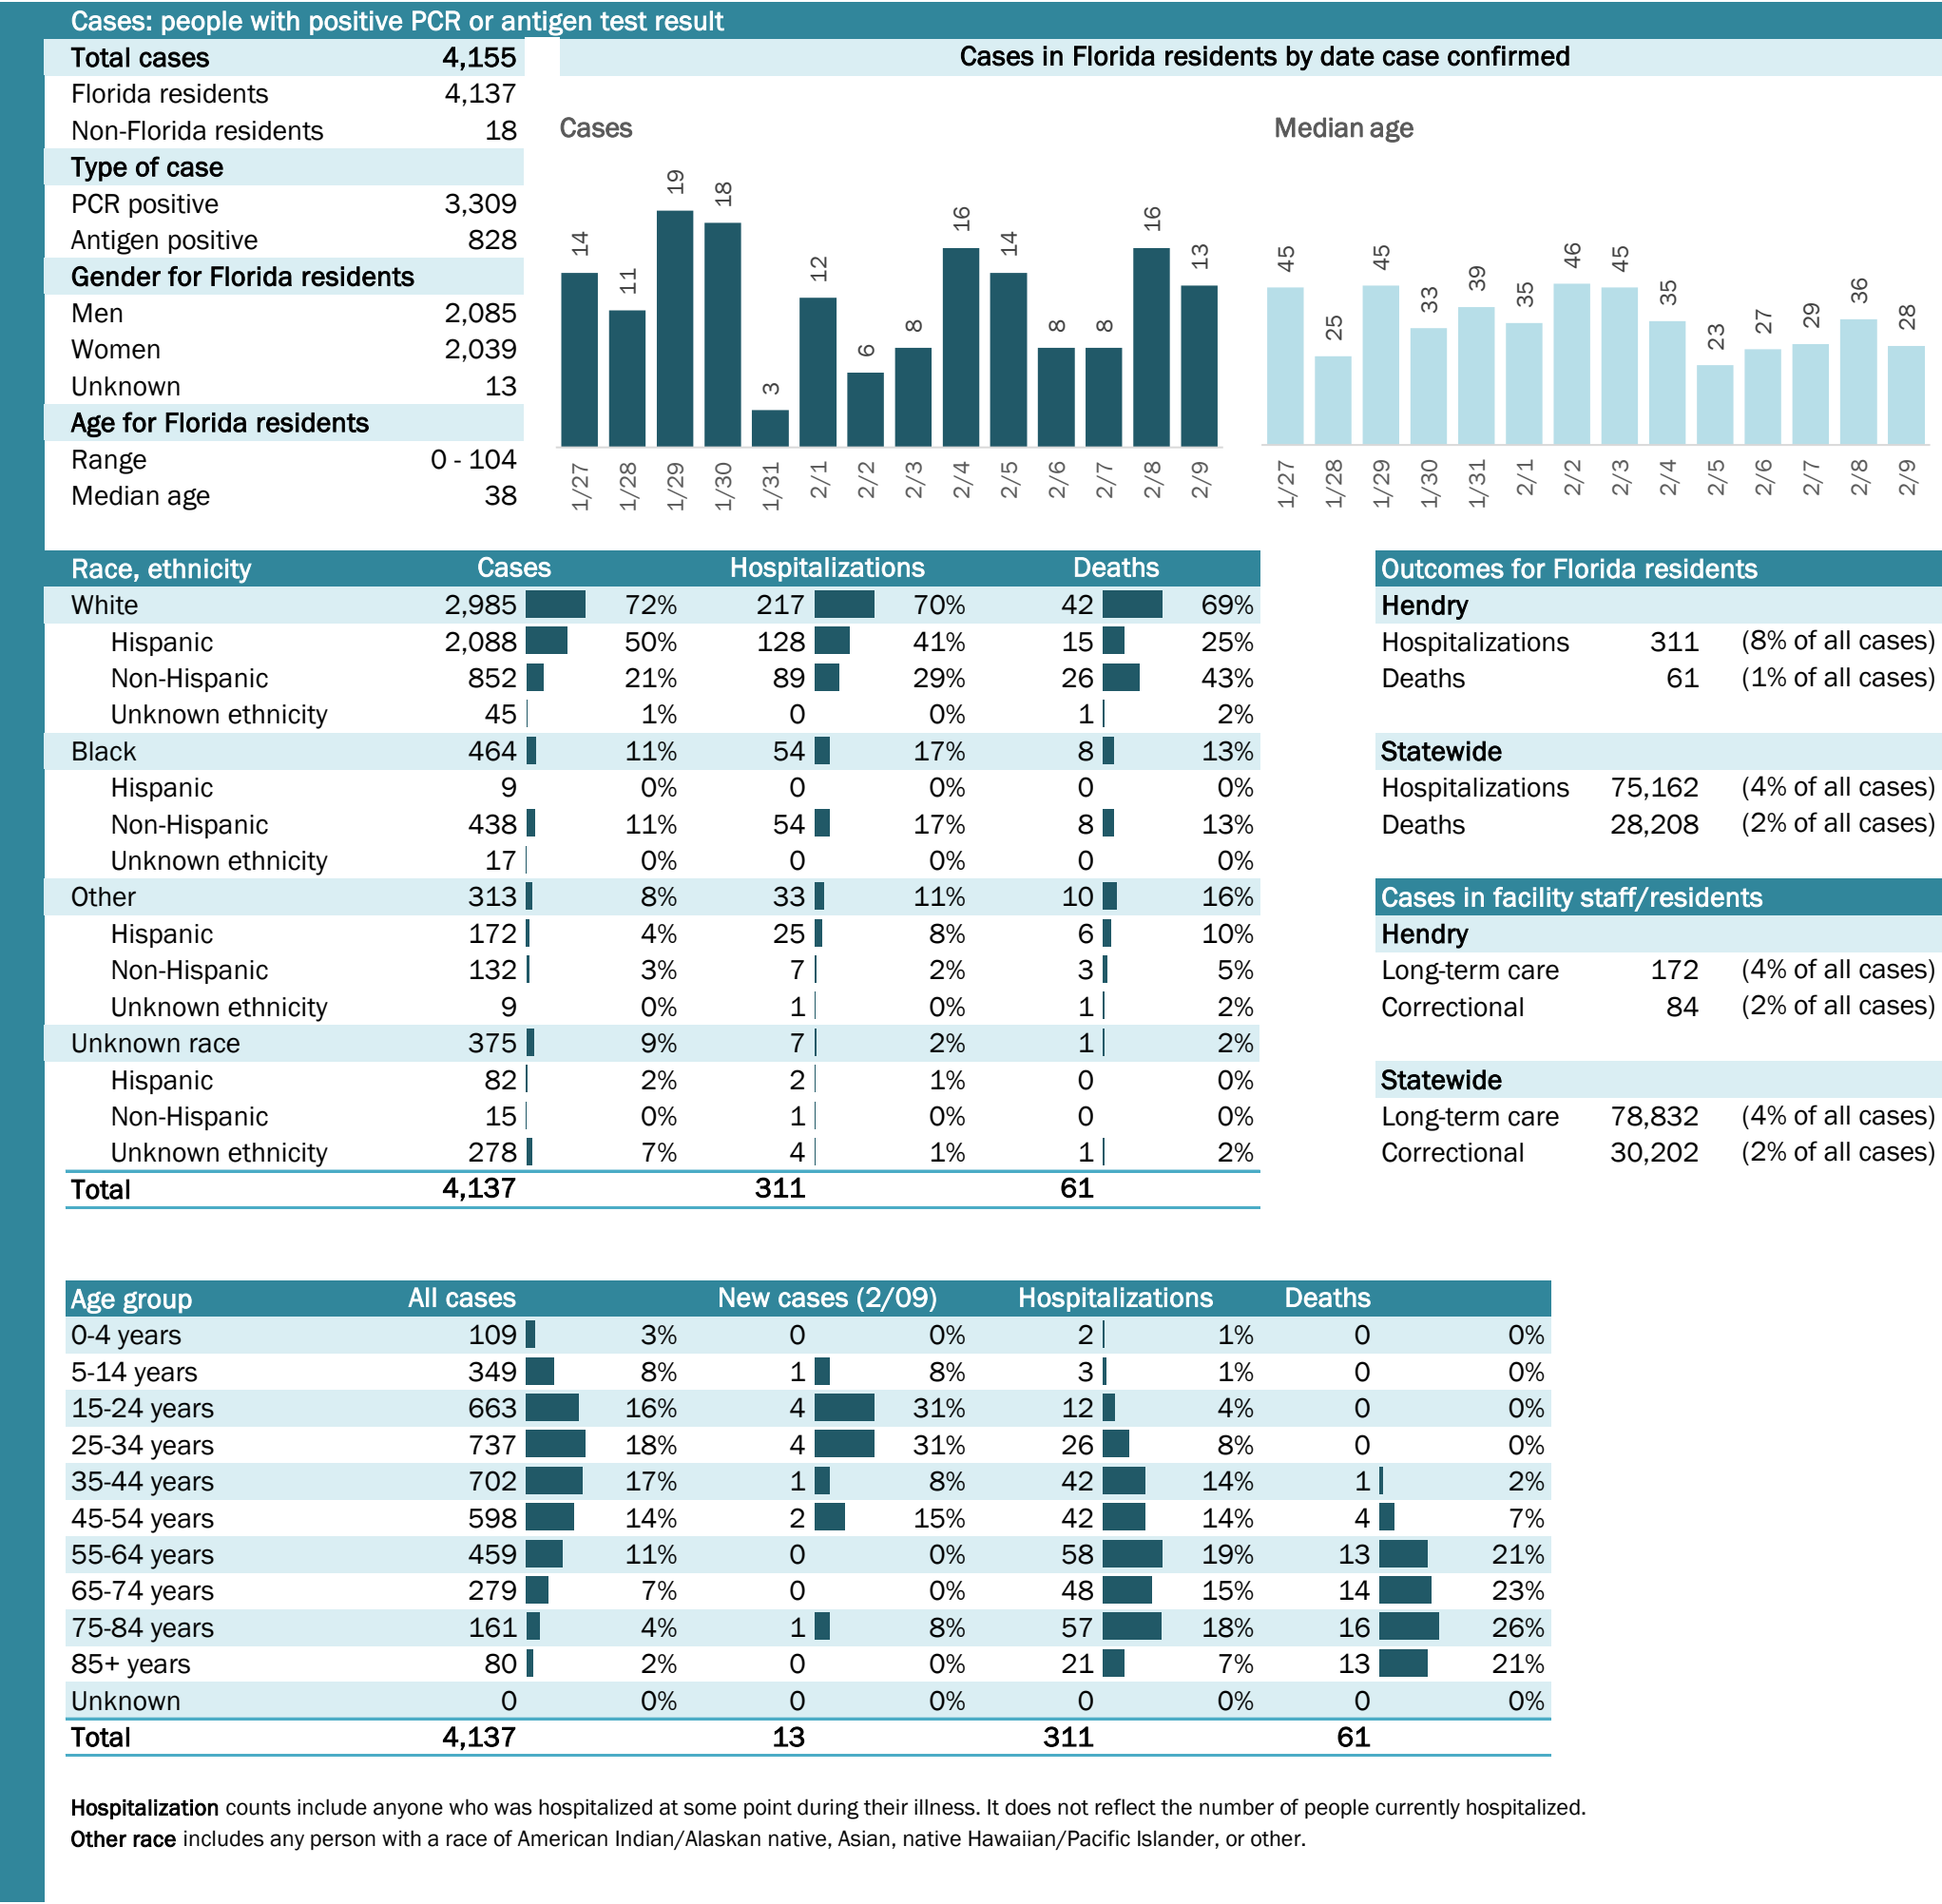 Cases: people with positive PCR or antigen test result
Total cases 4,155
Florida residents 4,137
Non-Florida residents 18
Type of case
PCR positive 3,309
Antigen positive 828
Gender for Florida residents
Men 2,085
Women 2,039
Unknown 13
Age for Florida residents
Range 0 - 104
Median age 38
Cases in Florida residents by date case confirmed
Cases
14 11 19 18 3 12 6 8 16 14 8 8 16 13
1/27 1/28 1/29 1/30 1/31 2/1 2/2 2/3 2/4 2/5 2/6 2/7 2/8 2/9
Median age
45 25 45 33 39 35 46 45 35 23 27 29 36 28
1/27 1/28 1/29 1/30 1/31 2/1 2/2 2/3 2/4 2/5 2/6 2/7 2/8 2/9
Race, ethnicity Cases Hospitalizations Deaths
White 2,985 72% 217 70% 42 69%
Hispanic 2,088 50% 128 41% 15 25%
Non-Hispanic 852 21% 89 29% 26 43%
Unknown ethnicity 45 1% 0 0% 1 2%
Black 464 11% 54 17% 8 13%
Hispanic 9 0% 0 0% 0 0%
Non-Hispanic 438 11% 54 17% 8 13%
Unknown ethnicity 17 0% 0 0% 0 0%
Other 313 8% 33 11% 10 16%
Hispanic 172 4% 25 8% 6 10%
Non-Hispanic 132 3% 7 2% 3 5%
Unknown ethnicity 9 0% 1 0% 1 2%
Unknown race 375 9% 7 2% 1 2%
Hispanic 82 2% 2 1% 0 0%
Non-Hispanic 15 0% 1 0% 0 0%
Unknown ethnicity 278 7% 4 1% 1 2%
Total 4,137 311 61
Outcomes for Florida residents
Hendry
Hospitalizations 311 (8% of all cases)
Deaths 61 (1% of all cases)
Statewide
Hospitalizations 75,162 (4% of all cases)
Deaths 28,208 (2% of all cases)
Cases in facility staff/residents
Hendry
Long-term care 172 (4% of all cases)
Correctional 84 (2% of all cases)
Statewide
Long-term care 78,832 (4% of all cases)
Correctional 30,202 (2% of all cases)
Age group All cases New cases (2/09) Hospitalizations Deaths
0-4 years 109 3% 0 0% 2 1% 0 0%
5-14 years 349 8% 1 8% 3 1% 0 0%
15-24 years 663 16% 4 31% 12 4% 0 0%
25-34 years 737 18% 4 31% 26 8% 0 0%
35-44 years 702 17% 1 8% 42 14% 1 2%
45-54 years 598 14% 2 15% 42 14% 4 7%
55-64 years 459 11% 0 0% 58 19% 13 21%
65-74 years 279 7% 0 0% 48 15% 14 23%
75-84 years 161 4% 1 8% 57 18% 16 26%
85+ years 80 2% 0 0% 21 7% 13 21%
Unknown 0 0% 0 0% 0 0% 0 0%
Total 4,137 13 311 61
Hospitalization counts include anyone who was hospitalized at some point during their illness. It does not reflect the number of people currently hospitalized.
Other race includes any person with a race of American Indian/Alaskan native, Asian, native Hawaiian/Pacific Islander, or other.